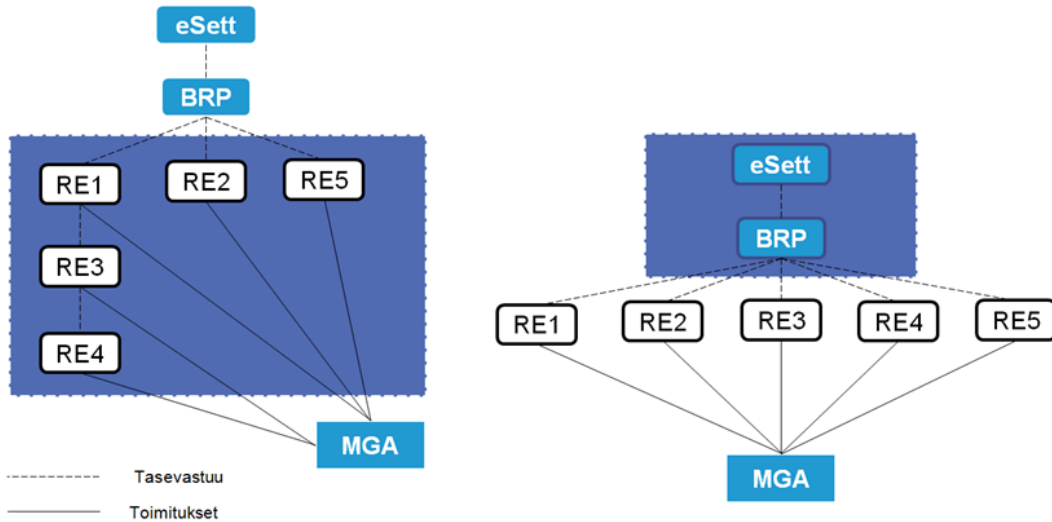 eSett
BRP
RE1
RE2
RE5
RE3
RE4
MGA
Tasevastuu
Toimitukset
eSett
BRP
RE1
RE2
RE3
RE4
RE5
MGA